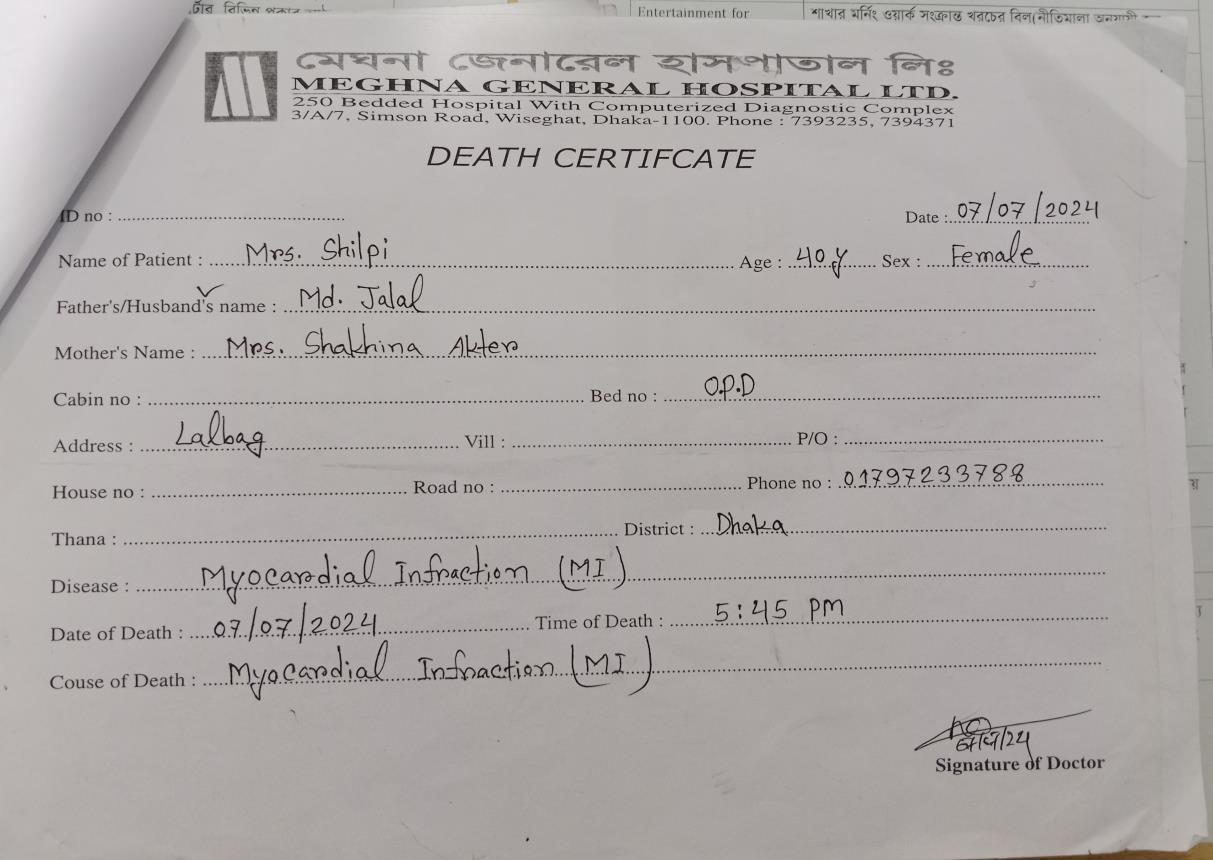 Entertainment for
শাখার মর্নিং ওয়ার্ক সংক্রান্ত খরচের বিল(নীতিমালা
মেঘনা জেনারেল হাসপাতাল লিঃ
MEGHNA GENERAL HOSPITAL LTD.
250 Bedded Hospital With Computerized Diagnostic Complex
3/A/7, Simson Road, Wiseghat, Dhaka-1100. Phone : 7393235, 7394371
DEATH CERTIFCATE
ID no : ............................................. Date : 07/07/2024
Name of Patient : Mrs. Shilpi Age : 40 y Sex : Female
Father's/Husband's name : Md. Jalal
Mother's Name : Mrs. Shakhina Akter
Cabin no : ............................................. Bed no : O.P.D
Address : Lalbag Vill : ............................................. P/O : .............................................
House no : ............................................. Road no : ............................................. Phone no : 01797233788
Thana : ............................................. District : Dhaka
Disease : Myocardial Infraction (MI)
Date of Death : 07/07/2024 Time of Death : 5:45 PM
Couse of Death : Myocardial Infraction (MI)
Signature of Doctor